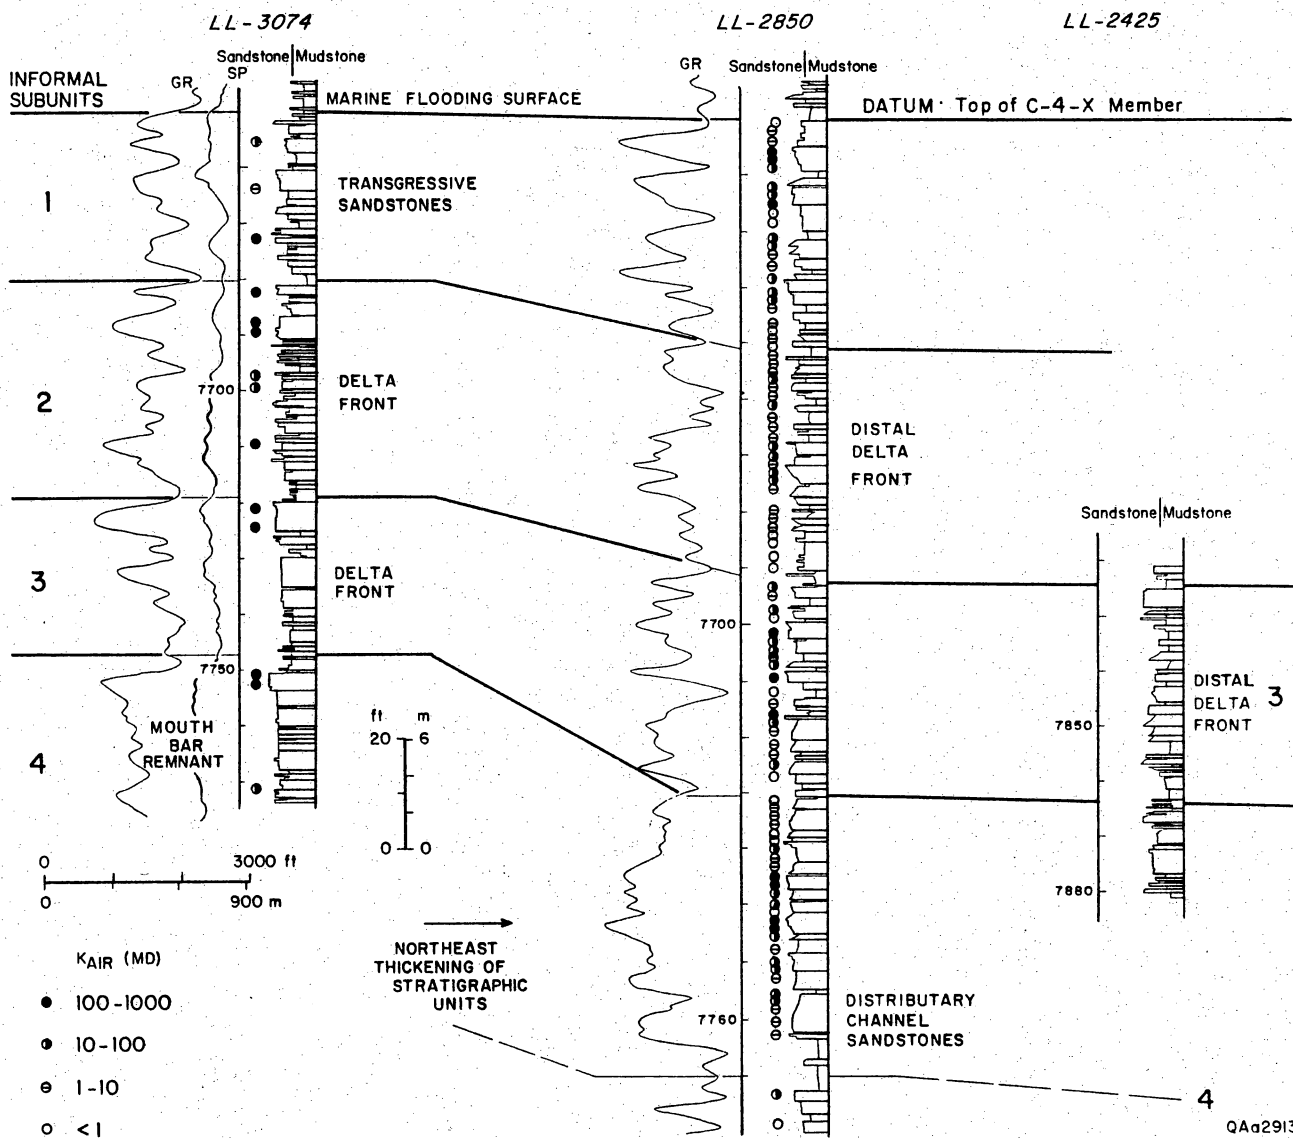 LL-3074
LL-2850
LL-2425
Sandstone|Mudstone
SP
GR
INFORMAL
SUBUNITS
MARINE FLOODING SURFACE
GR
Sandstone|Mudstone
DATUM · Top of C-4-X Member
1
TRANSGRESSIVE
SANDSTONES
2
7700
DELTA
FRONT
DISTAL
DELTA
FRONT
Sandstone|Mudstone
3
DELTA
FRONT
7700
7750
DISTAL
DELTA
FRONT
3
7850
4
MOUTH
BAR
REMNANT
ft m
20 6
0 0
0 3000 ft
0 900 m
7880
NORTHEAST
THICKENING OF
STRATIGRAPHIC
UNITS
KAIR (MD)
100-1000
10-100
1-10
<1
7760
DISTRIBUTARY
CHANNEL
SANDSTONES
4
QAa2913